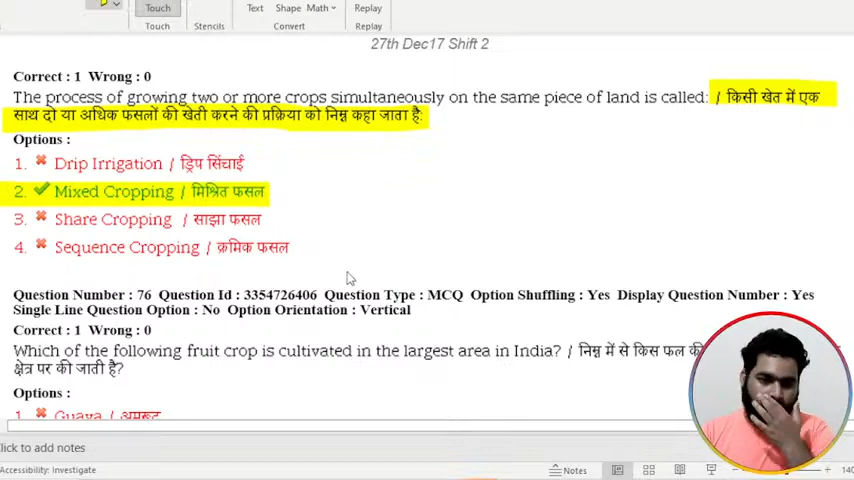 Touch Text Shape Math Replay
Touch Stencils Convert Replay
27th Dec17 Shift 2
Correct : 1 Wrong : 0
The process of growing two or more crops simultaneously on the same piece of land is called: / किसी खेत में एक
साथ दो या अधिक फसलों की खेती करने की प्रक्रिया को निम्न कहा जाता है:
Options :
1. Drip Irrigation / ड्रिप सिंचाई
2. Mixed Cropping / मिश्रित फसल
3. Share Cropping / साझा फसल
4. Sequence Cropping / क्रमिक फसल
Question Number : 76 Question Id : 3354726406 Question Type : MCQ Option Shuffling : Yes Display Question Number : Yes
Single Line Question Option : No Option Orientation : Vertical
Correct : 1 Wrong : 0
Which of the following fruit crop is cultivated in the largest area in India? / निम्न में से किस फल की
क्षेत्र पर की जाती है?
Options :
1. Guava / अमरूद
lick to add notes
Accessibility: Investigate Notes 140